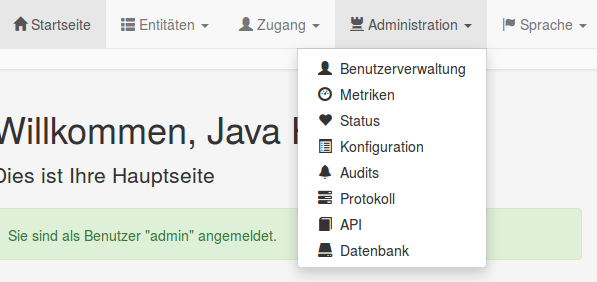 Startseite Entitäten Zugang Administration Sprache
Benutzerverwaltung
Metriken
Status
Konfiguration
Audits
Protokoll
API
Datenbank
Willkommen, Java
Dies ist Ihre Hauptseite
Sie sind als Benutzer "admin" angemeldet.